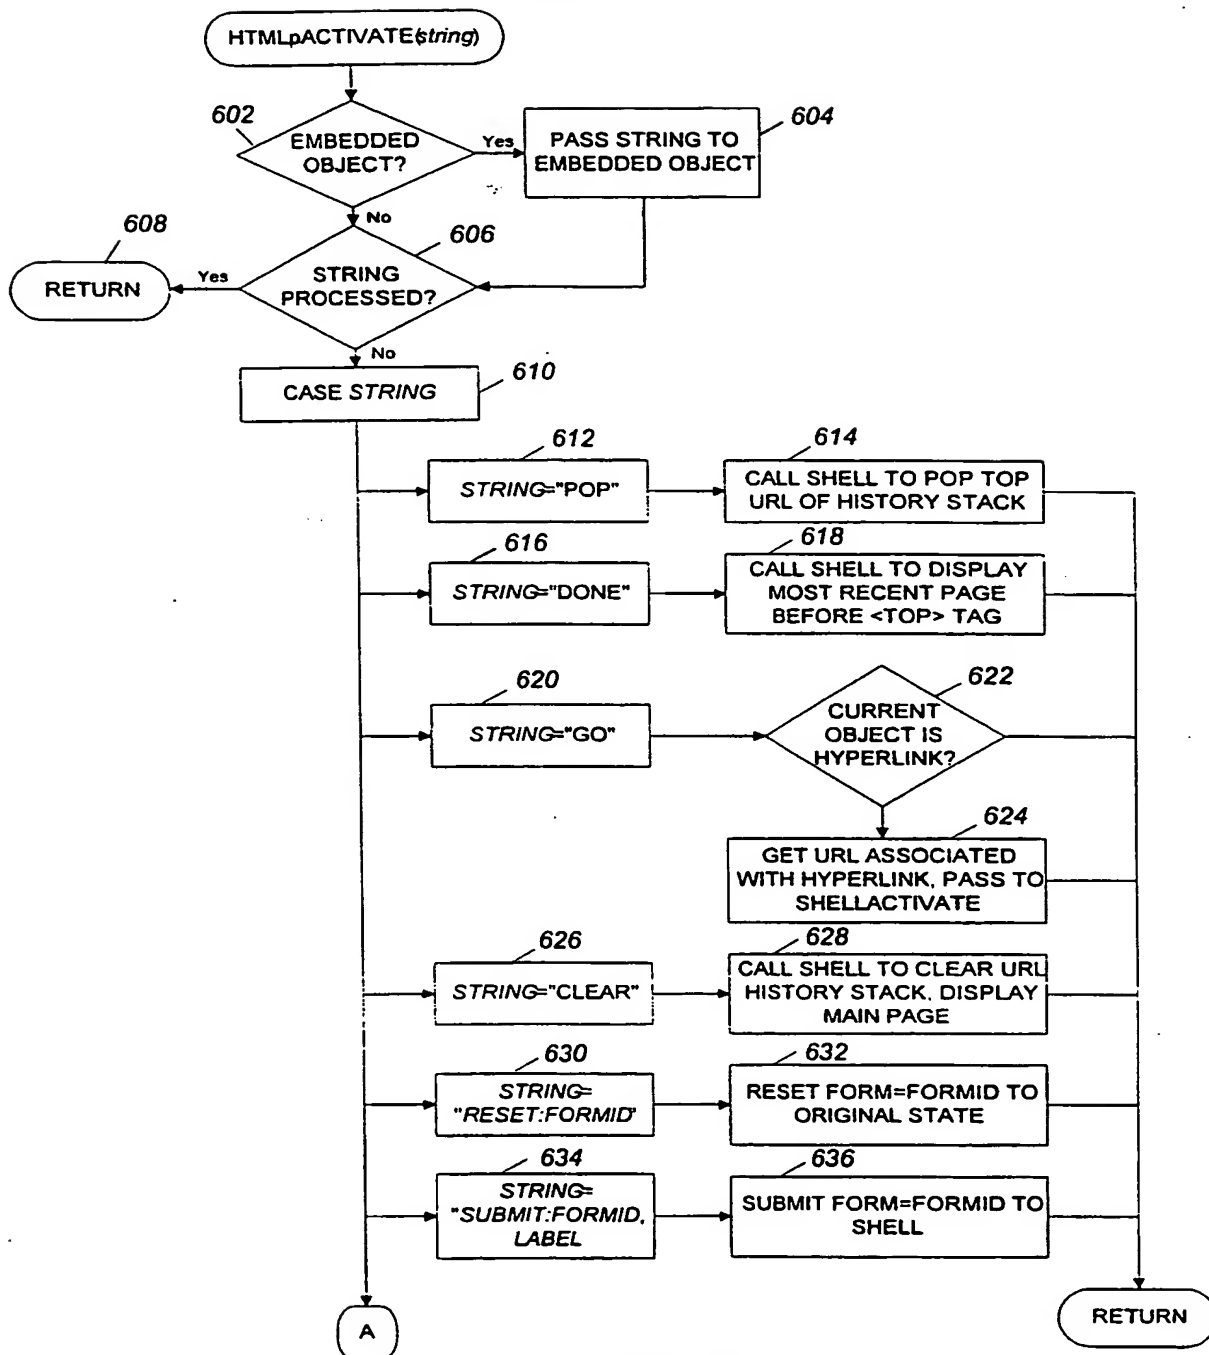 HTMLpACTIVATE(string)
602
EMBEDDED
OBJECT?
Yes
604
PASS STRING TO
EMBEDDED OBJECT
No
608
RETURN
Yes
606
STRING
PROCESSED?
No
610
CASE STRING
612
STRING="POP"
614
CALL SHELL TO POP TOP
URL OF HISTORY STACK
616
STRING="DONE"
618
CALL SHELL TO DISPLAY
MOST RECENT PAGE
BEFORE <TOP> TAG
620
STRING="GO"
622
CURRENT
OBJECT IS
HYPERLINK?
624
GET URL ASSOCIATED
WITH HYPERLINK, PASS TO
SHELLACTIVATE
626
STRING="CLEAR"
628
CALL SHELL TO CLEAR URL
HISTORY STACK. DISPLAY
MAIN PAGE
630
STRING=
"RESET:FORMID"
632
RESET FORM=FORMID TO
ORIGINAL STATE
634
STRING=
"SUBMIT:FORMID,
LABEL
636
SUBMIT FORM=FORMID TO
SHELL
A
RETURN